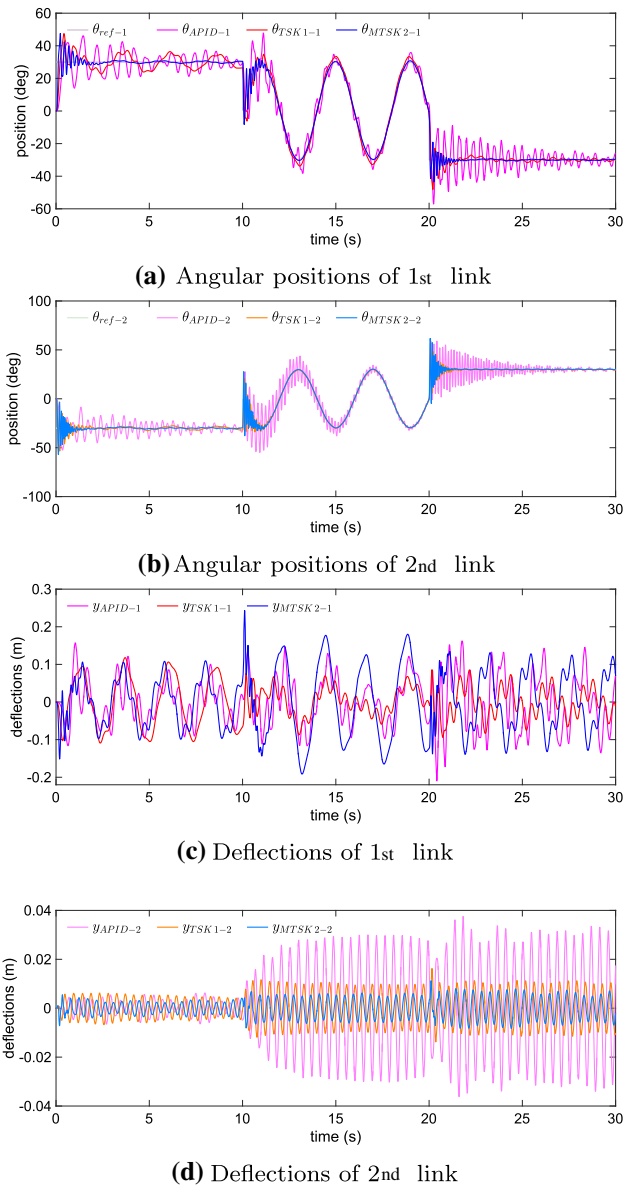 θref−1 θAPID−1 θTSK1−1 θMTSK2−1
60
40
20
0
-20
-40
-60
position (deg)
0 5 10 15 20 25 30
time (s)
(a) Angular positions of 1st link
θref−2 θAPID−2 θTSK1−2 θMTSK2−2
100
50
0
-50
-100
position (deg)
0 5 10 15 20 25 30
time (s)
(b) Angular positions of 2nd link
yAPID−1 yTSK1−1 yMTSK2−1
0.3
0.2
0.1
0
-0.1
-0.2
deflections (m)
0 5 10 15 20 25 30
time (s)
(c) Deflections of 1st link
yAPID−2 yTSK1−2 yMTSK2−2
0.04
0.02
0
-0.02
-0.04
deflections (m)
0 5 10 15 20 25 30
time (s)
(d) Deflections of 2nd link